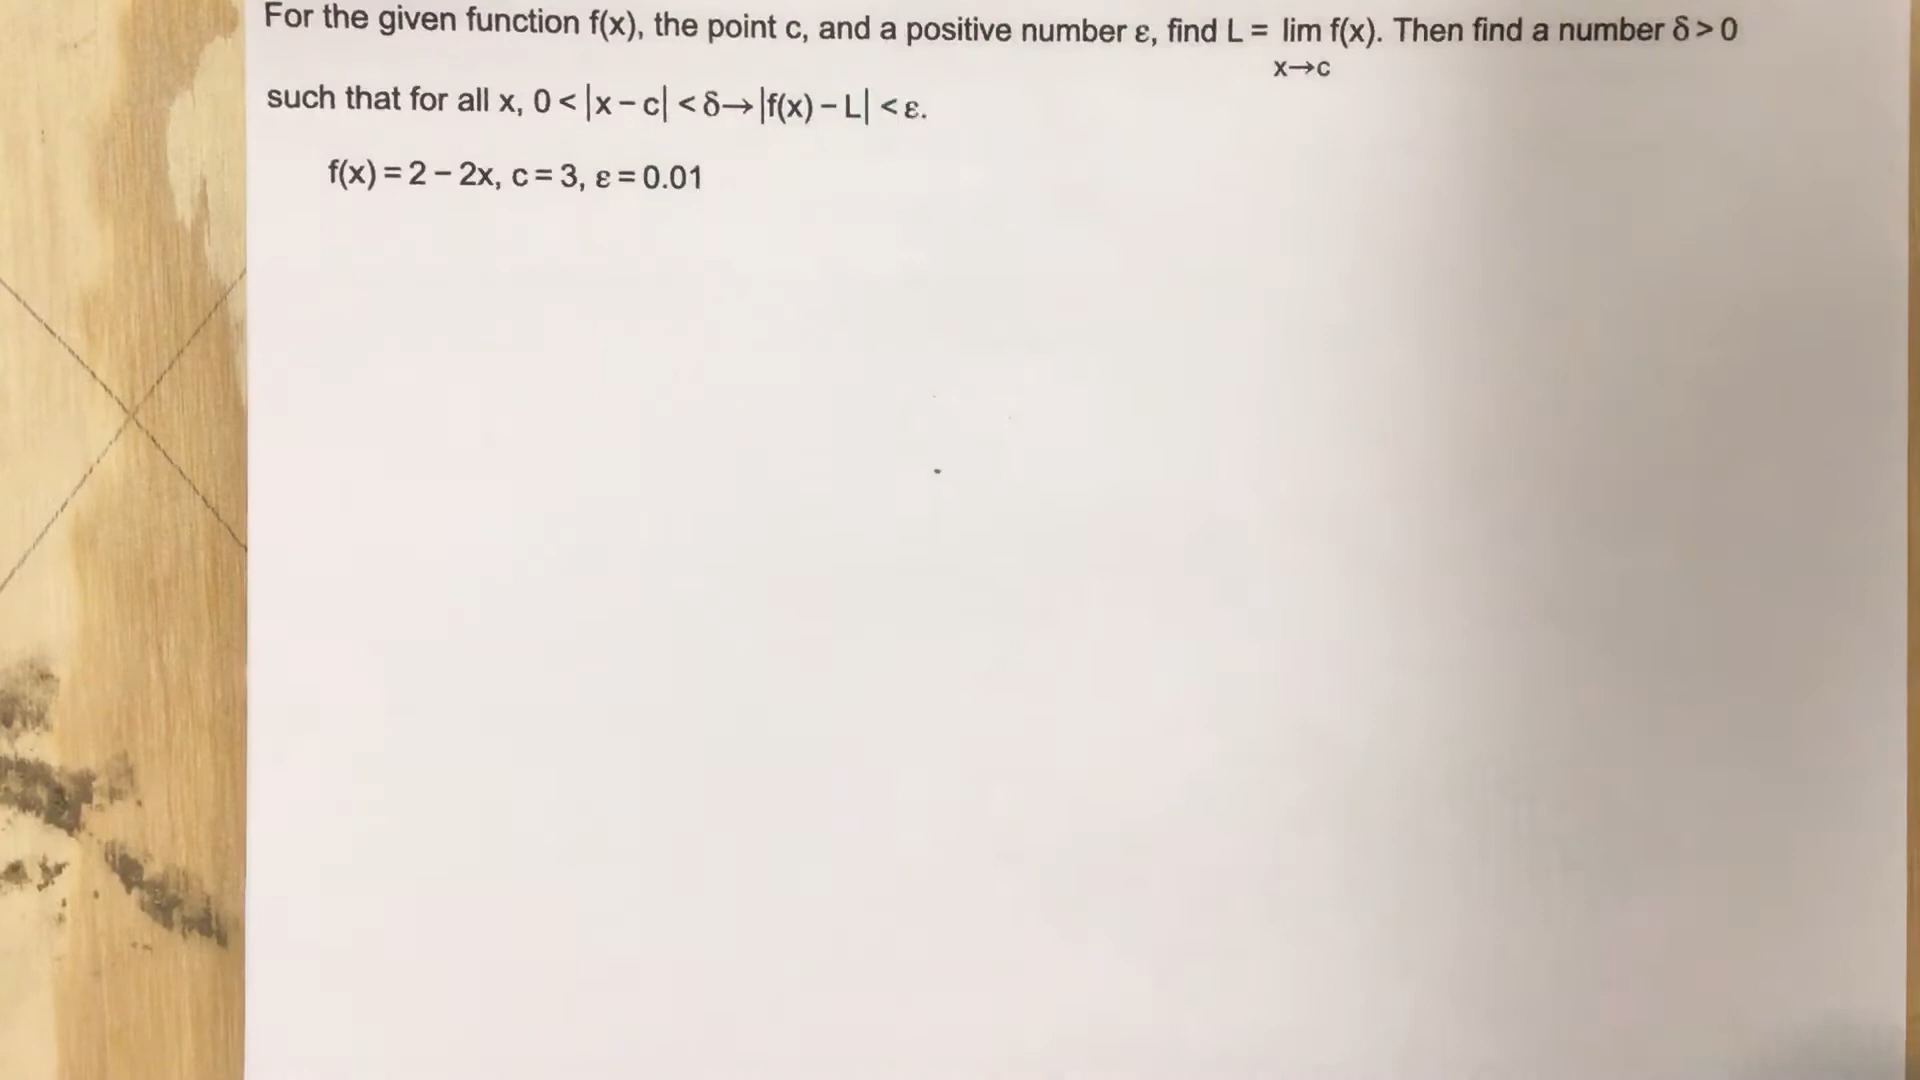 For the given function f(x), the point c, and a positive number ε, find L = lim f(x). Then find a number δ > 0
x→c
such that for all x, 0 < |x − c| < δ→|f(x) − L| < ε.
f(x) = 2 − 2x, c = 3, ε = 0.01